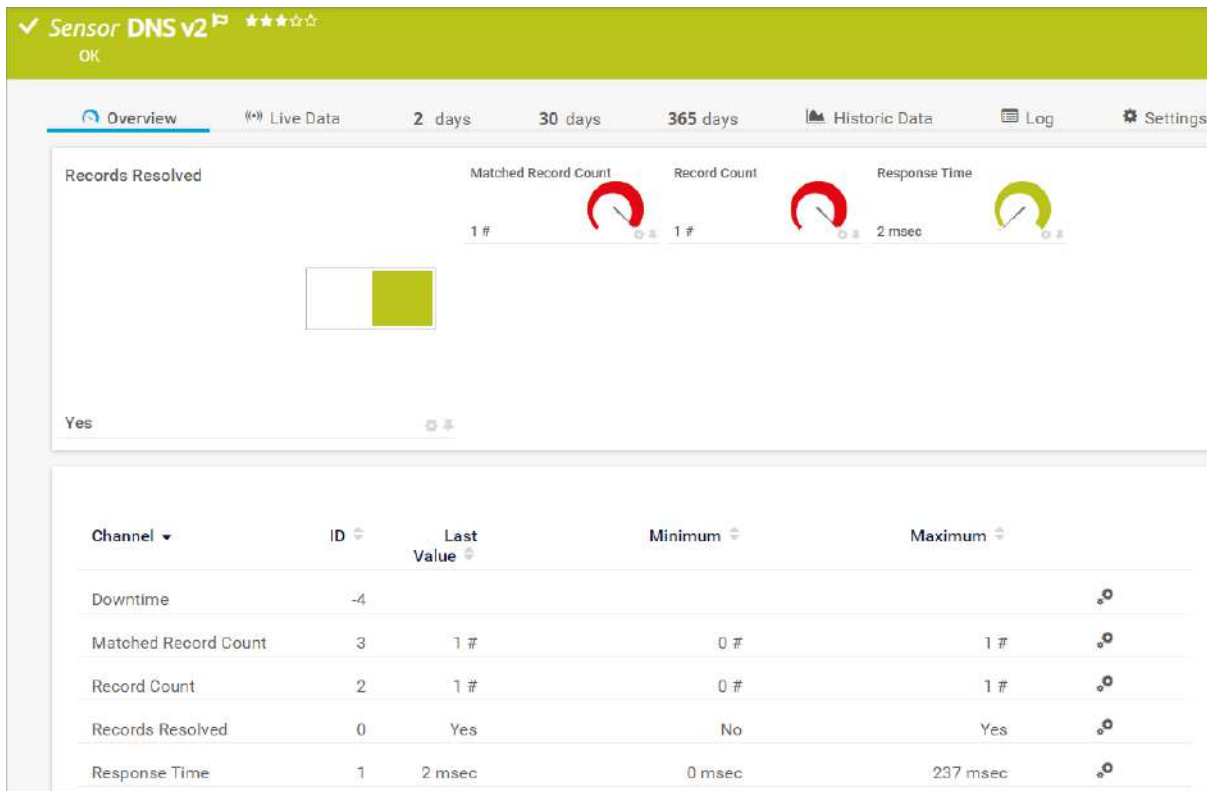 Sensor DNS v2
OK
Overview Live Data 2 days 30 days 365 days Historic Data Log Settings
Records Resolved
Matched Record Count Record Count Response Time
1 # 1 # 2 msec
Yes
Channel ID Last Value Minimum Maximum
Downtime -4
Matched Record Count 3 1 # 0 # 1 #
Record Count 2 1 # 0 # 1 #
Records Resolved 0 Yes No Yes
Response Time 1 2 msec 0 msec 237 msec